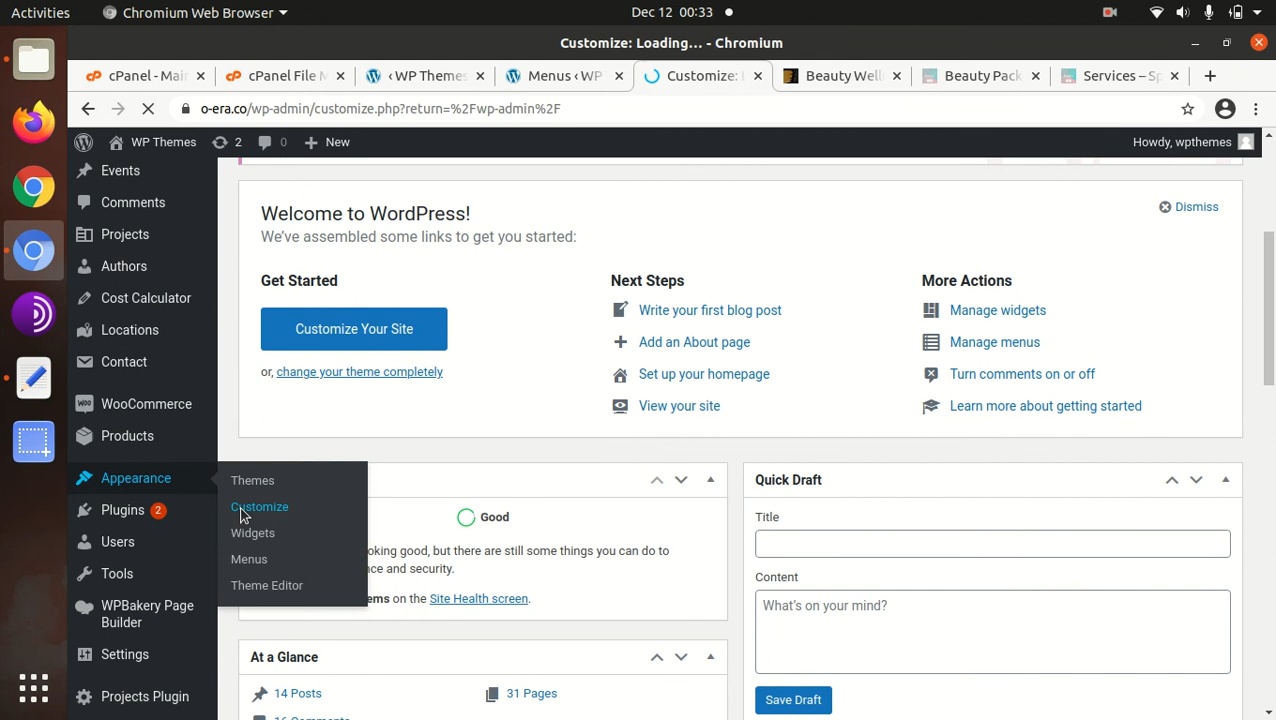 Activities
Chromium Web Browser
Dec 12 00:33
Customize: Loading... - Chromium
cPanel - Mai
cPanel File M
‹ WP Themes
Menus ‹ WP
Customize:
Beauty Well
Beauty Pack
Services – Sp
o-era.co/wp-admin/customize.php?return=%2Fwp-admin%2F
WP Themes
2
0
New
Howdy, wpthemes
Events
Comments
Projects
Authors
Cost Calculator
Locations
Contact
WooCommerce
Products
Appearance
Plugins 2
Users
Tools
WPBakery Page
Builder
Settings
Projects Plugin
Themes
Customize
Widgets
Menus
Theme Editor
Welcome to WordPress!
We've assembled some links to get you started:
Dismiss
Get Started
Customize Your Site
or, change your theme completely
Next Steps
Write your first blog post
Add an About page
Set up your homepage
View your site
More Actions
Manage widgets
Manage menus
Turn comments on or off
Learn more about getting started
Good
oking good, but there are still some things you can do to
nce and security.
ems on the Site Health screen.
At a Glance
14 Posts
31 Pages
16 Comments
Quick Draft
Title
Content
What's on your mind?
Save Draft